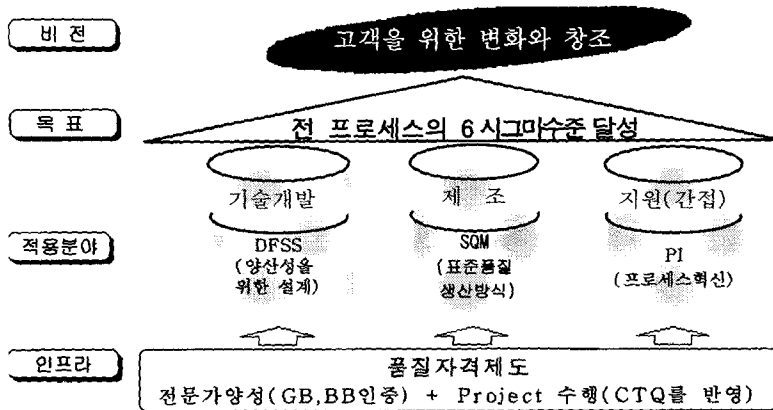 비 전
고객을 위한 변화와 창조
목 표
전 프로세스의 6 시그마수준 달성
기술개발
제 조
지원(간접)
적용분야
DFSS
(양산성을
위한 설계)
SQM
(표준품질
생산방식)
PI
(프로세스혁신)
인프라
품질자격제도
전문가양성(GB,BB인증) + Project 수행(CTQ를 반영)